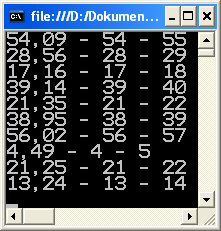 file:///D:/Dokumen...
54,09 - 54 - 55
28,56 - 28 - 29
17,16 - 17 - 18
39,14 - 39 - 40
21,35 - 21 - 22
38,95 - 38 - 39
56,02 - 56 - 57
4,49 - 4 - 5
21,25 - 21 - 22
13,24 - 13 - 14